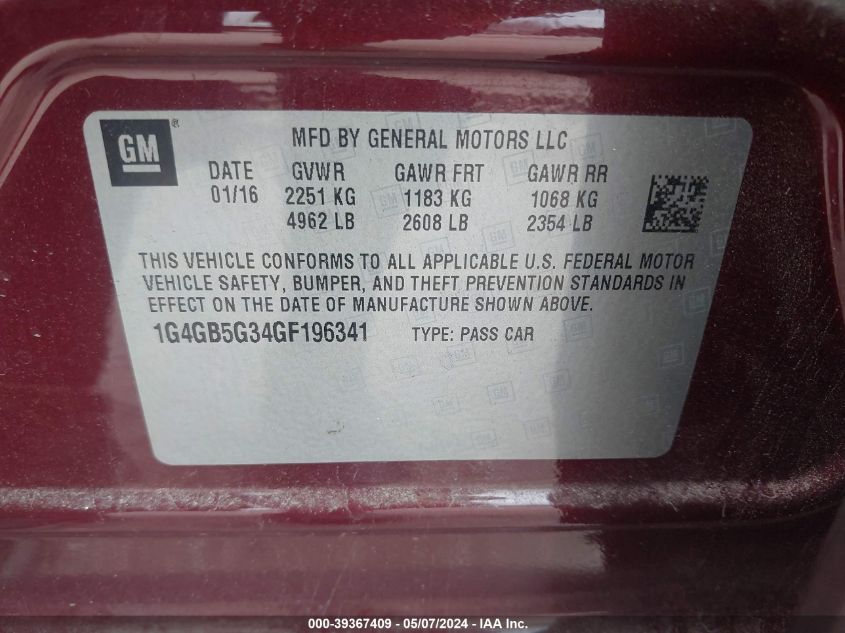 GM ®
MFD BY GENERAL MOTORS LLC
DATE GVWR GAWR FRT GAWR RR
01/16 2251 KG 1183 KG 1068 KG
4962 LB 2608 LB 2354 LB
THIS VEHICLE CONFORMS TO ALL APPLICABLE U.S. FEDERAL MOTOR
VEHICLE SAFETY, BUMPER, AND THEFT PREVENTION STANDARDS IN
EFFECT ON THE DATE OF MANUFACTURE SHOWN ABOVE.
1G4GB5G34GF196341 TYPE: PASS CAR
000-39367409 - 05/07/2024 - IAA Inc.